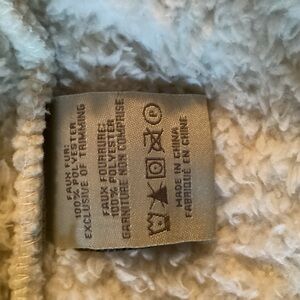 FAUX FUR:
100% POLYESTER
EXCLUSIVE OF TRIMMING
FAUX FOURRURE:
100% POLYESTER
GARNITURE NON COMPRISE
MADE IN CHINA
FABRIQUÉ EN CHINE